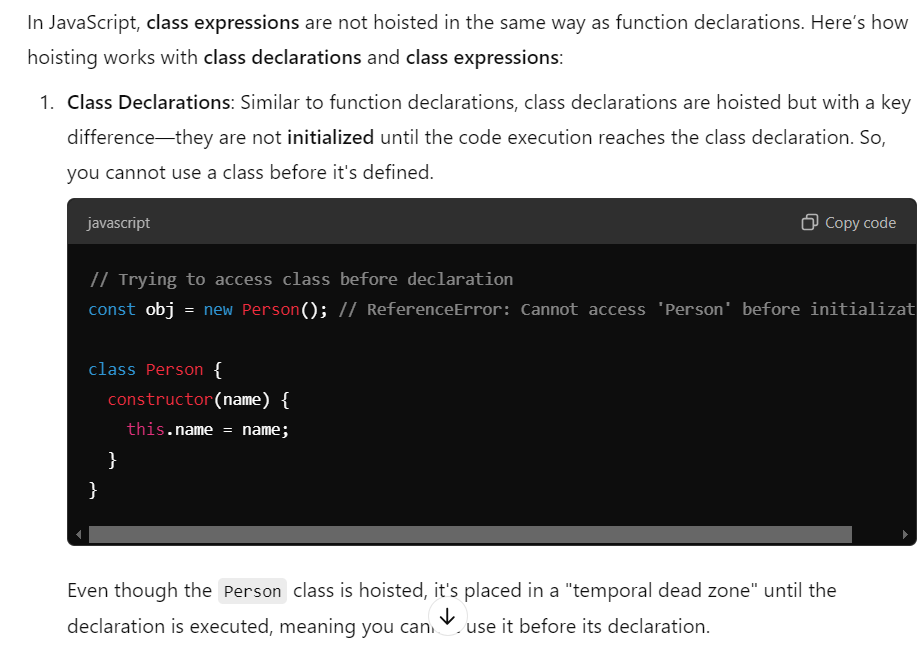 In JavaScript, class expressions are not hoisted in the same way as function declarations. Here's how
hoisting works with class declarations and class expressions:
1. Class Declarations: Similar to function declarations, class declarations are hoisted but with a key
difference—they are not initialized until the code execution reaches the class declaration. So,
you cannot use a class before it's defined.
javascript Copy code
// Trying to access class before declaration
const obj = new Person(); // ReferenceError: Cannot access 'Person' before initializat
class Person {
constructor(name) {
this.name = name;
}
}
Even though the Person class is hoisted, it's placed in a "temporal dead zone" until the
declaration is executed, meaning you can use it before its declaration.